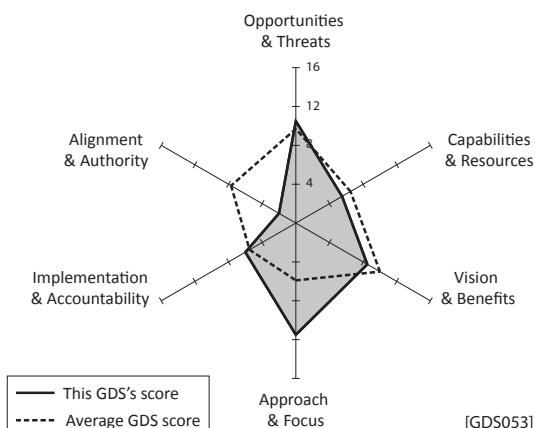 Opportunities
& Threats
16
12
8
4
Alignment
& Authority
Capabilities
& Resources
Implementation
& Accountability
Vision
& Benefits
Approach
& Focus
This GDS's score
Average GDS score
[GDS053]